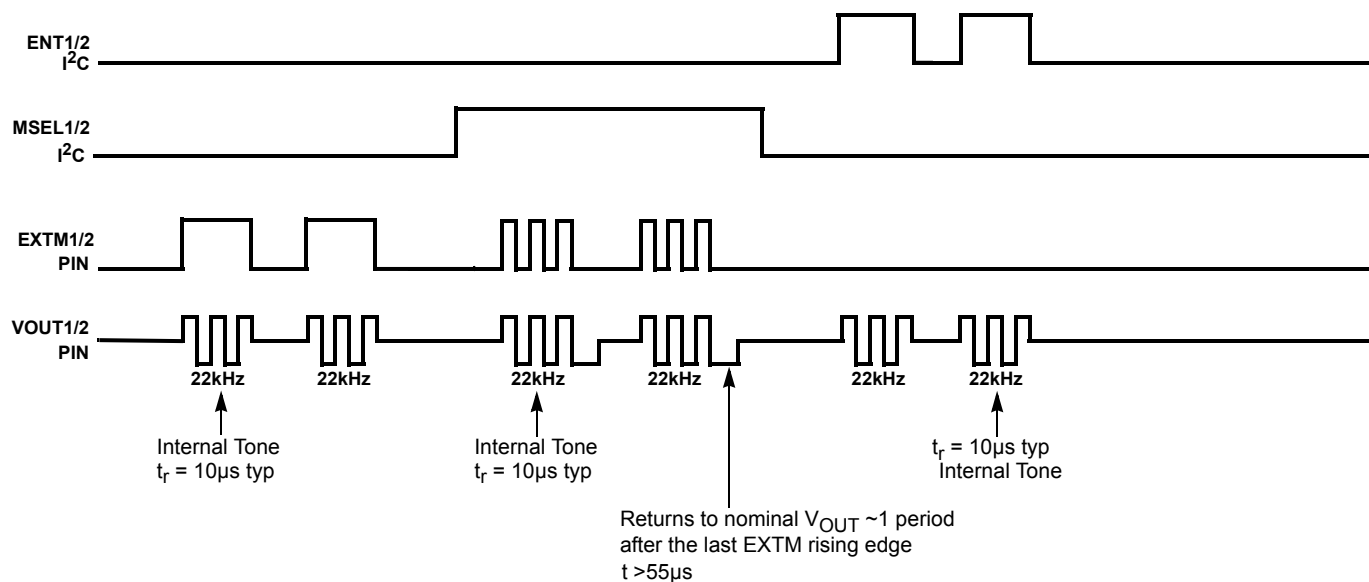 ENT1/2
I²C
MSEL1/2
I²C
EXTM1/2
PIN
VOUT1/2
PIN
22kHz 22kHz 22kHz 22kHz 22kHz 22kHz
Internal Tone
tᵣ = 10µs typ
Internal Tone
tᵣ = 10µs typ
tᵣ = 10µs typ
Internal Tone
Returns to nominal V_OUT ~1 period
after the last EXTM rising edge
t >55µs